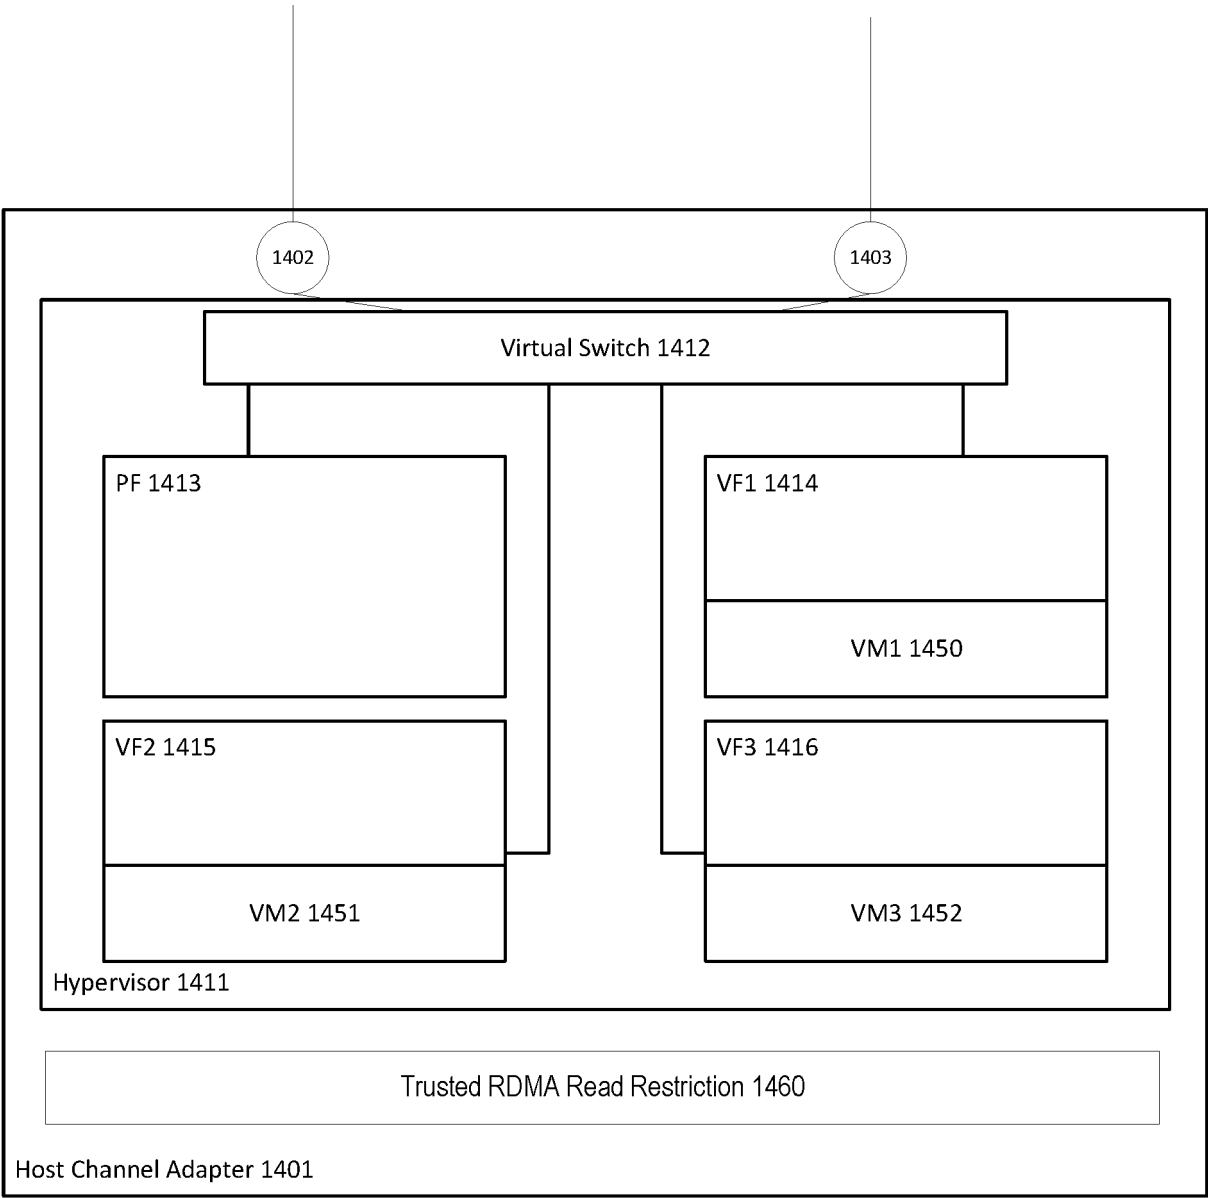 1402
1403
Virtual Switch 1412
PF 1413
VF1 1414
VM1 1450
VF2 1415
VF3 1416
VM2 1451
VM3 1452
Hypervisor 1411
Trusted RDMA Read Restriction 1460
Host Channel Adapter 1401